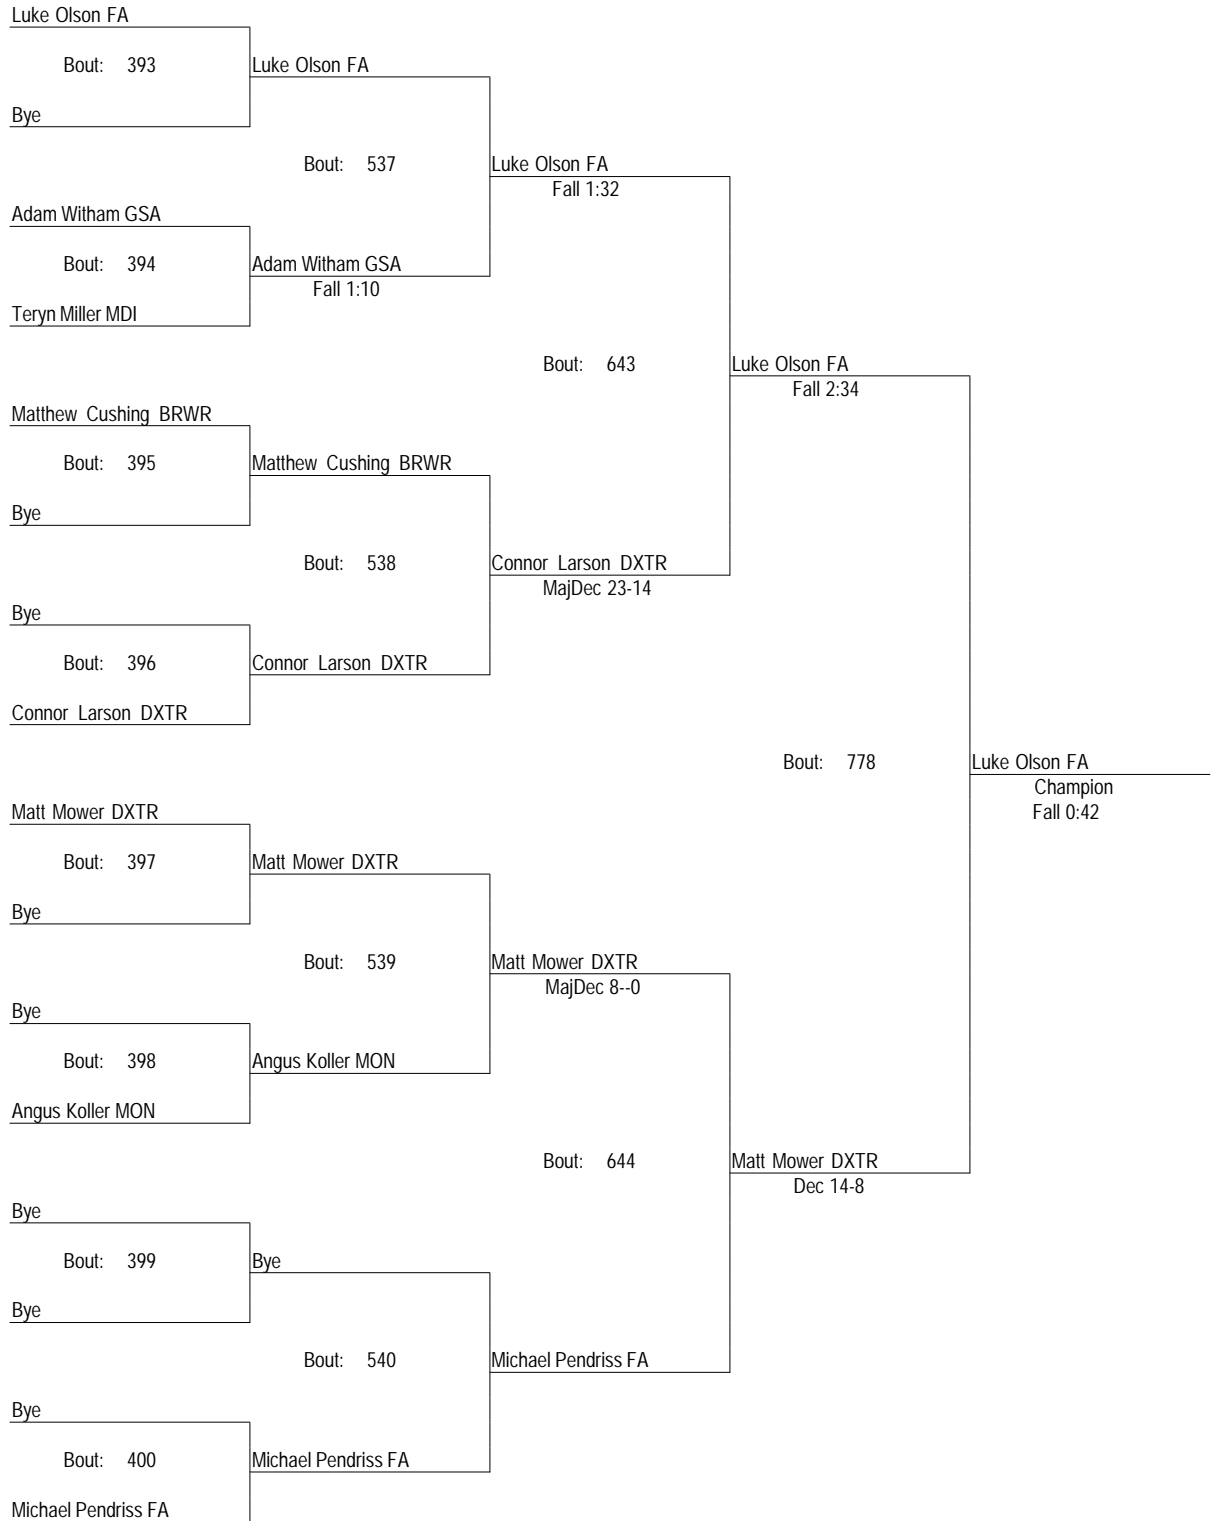 Luke Olson FA
Bout: 393 Luke Olson FA
Bye
Bout: 537 Luke Olson FA
Fall 1:32
Adam Witham GSA
Bout: 394 Adam Witham GSA
Fall 1:10
Teryn Miller MDI
Bout: 643 Luke Olson FA
Fall 2:34
Matthew Cushing BRWR
Bout: 395 Matthew Cushing BRWR
Bye
Bout: 538 Connor Larson DXTR
MajDec 23-14
Bye
Bout: 396 Connor Larson DXTR
Connor Larson DXTR
Bout: 778 Luke Olson FA
Champion
Matt Mower DXTR Fall 0:42
Bout: 397 Matt Mower DXTR
Bye
Bout: 539 Matt Mower DXTR
MajDec 8--0
Bye
Bout: 398 Angus Koller MON
Angus Koller MON
Bout: 644 Matt Mower DXTR
Dec 14-8
Bye
Bout: 399 Bye
Bye
Bout: 540 Michael Pendriss FA
Bye
Bout: 400 Michael Pendriss FA
Michael Pendriss FA